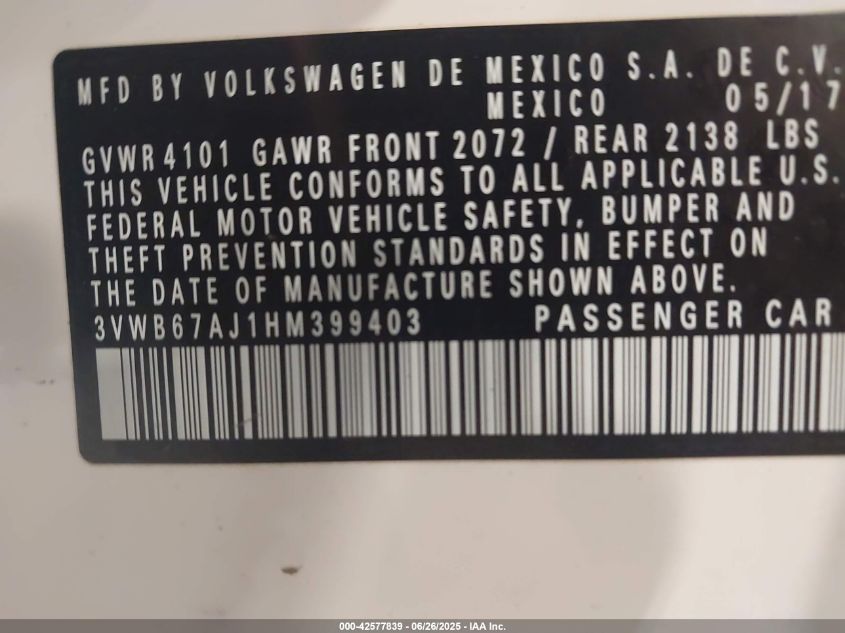 MFD BY VOLKSWAGEN DE MEXICO S.A. DE C.V.
MEXICO 05/17
GVWR 4101 GAWR FRONT 2072 / REAR 2138 LBS
THIS VEHICLE CONFORMS TO ALL APPLICABLE U.S.
FEDERAL MOTOR VEHICLE SAFETY, BUMPER AND
THEFT PREVENTION STANDARDS IN EFFECT ON
THE DATE OF MANUFACTURE SHOWN ABOVE.
3VWB67AJ1HM399403 PASSENGER CAR
000-42577839 - 06/26/2025 - IAA Inc.